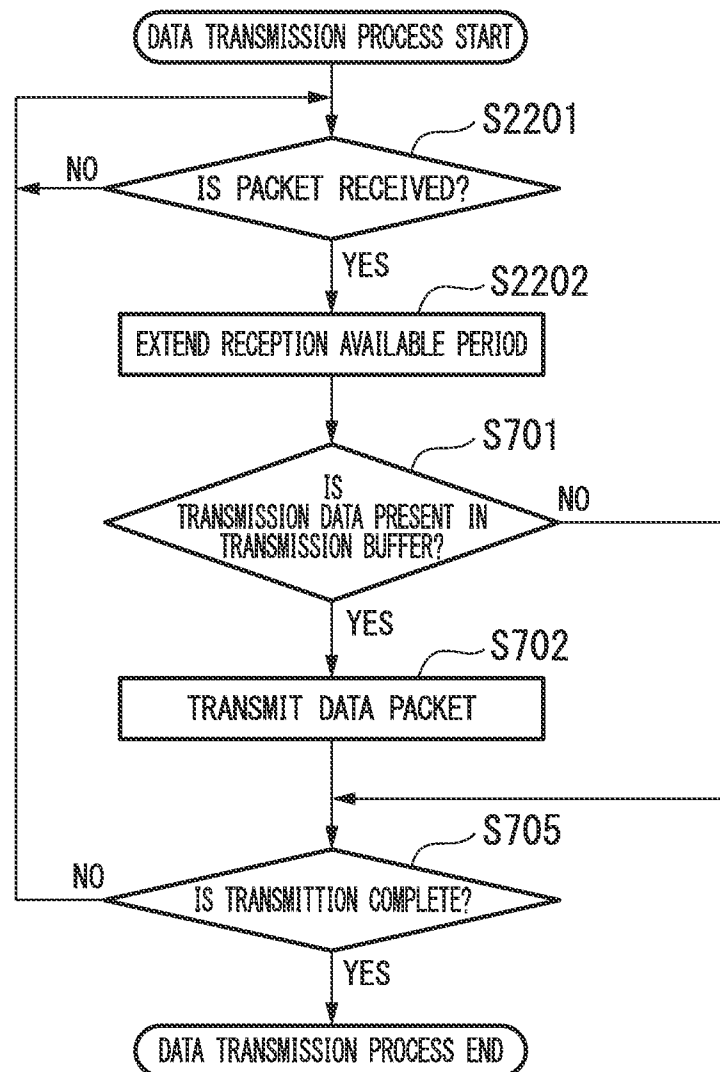 DATA TRANSMISSION PROCESS START
S2201
NO
IS PACKET RECEIVED?
YES
S2202
EXTEND RECEPTION AVAILABLE PERIOD
S701
IS
TRANSMISSION DATA PRESENT IN
TRANSMISSION BUFFER?
NO
YES
S702
TRANSMIT DATA PACKET
S705
NO
IS TRANSMITTION COMPLETE?
YES
DATA TRANSMISSION PROCESS END